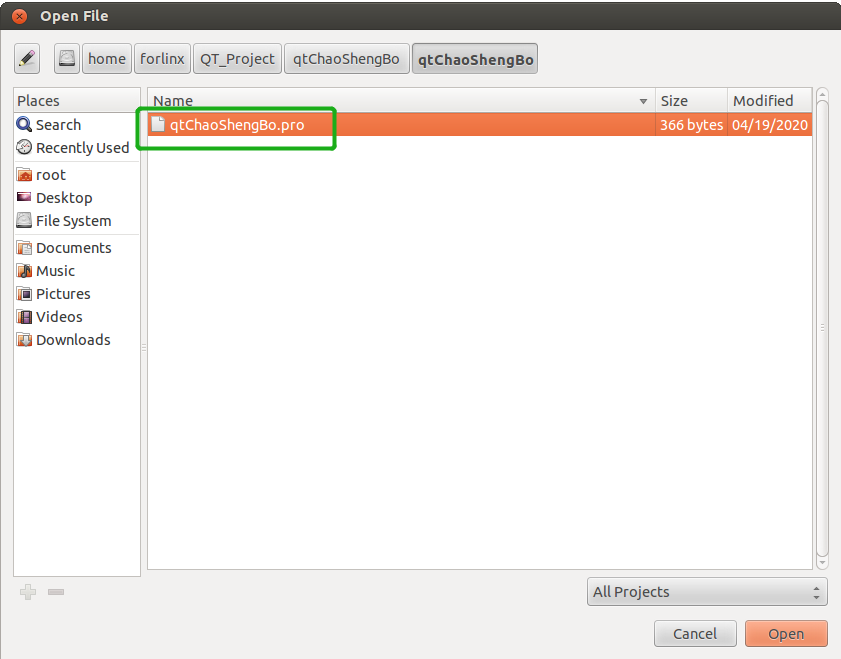 Open File
home forlinx QT_Project qtChaoShengBo qtChaoShengBo
Places
Search
Recently Used
root
Desktop
File System
Documents
Music
Pictures
Videos
Downloads
Name Size Modified
qtChaoShengBo.pro 366 bytes 04/19/2020
All Projects
Cancel Open